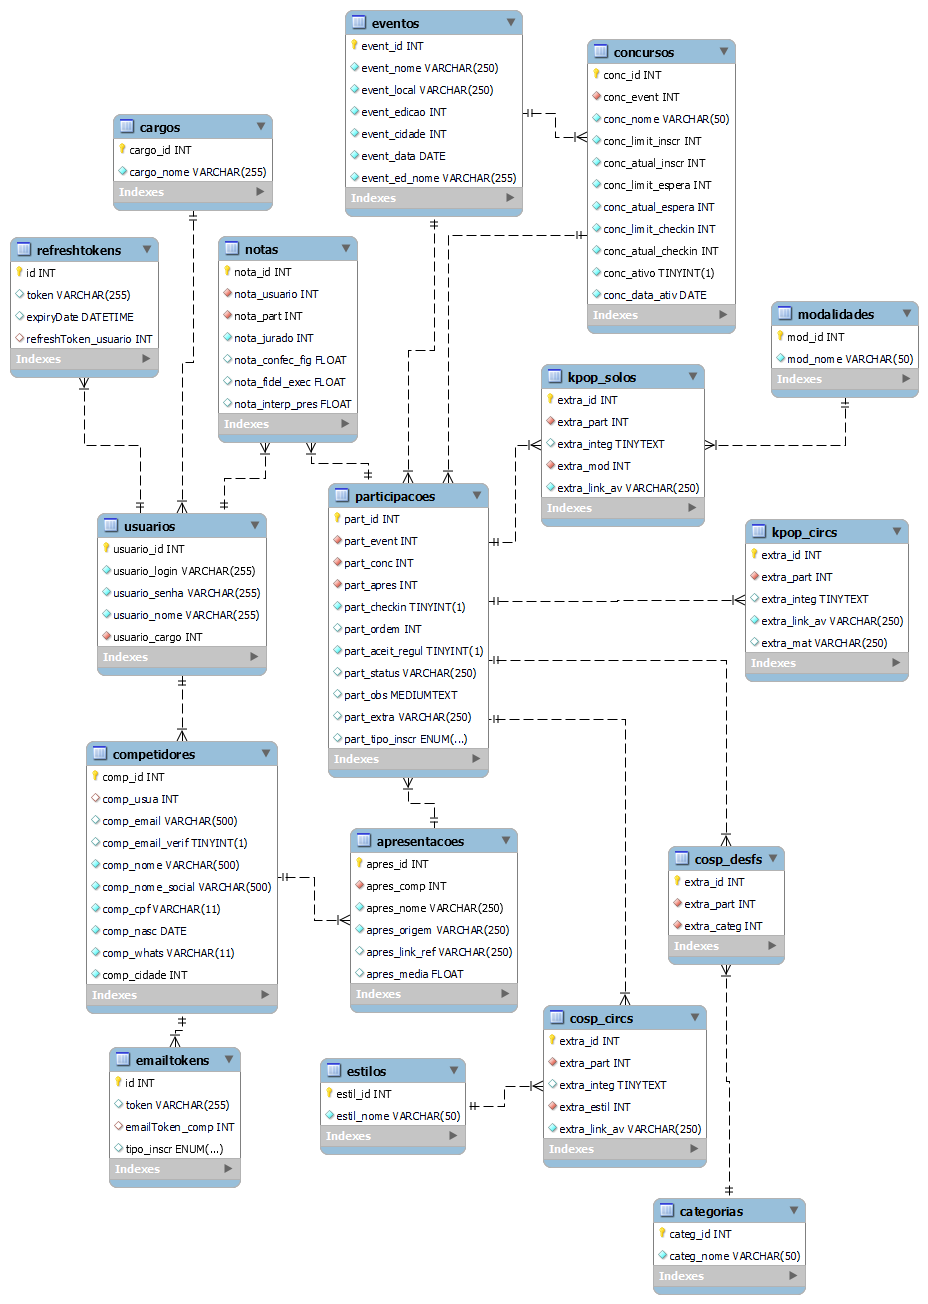 eventos
event_id INT
event_nome VARCHAR(250)
event_local VARCHAR(250)
event_edicao INT
event_cidade INT
event_data DATE
event_ed_nome VARCHAR(255)
Indexes
concursos
conc_id INT
conc_event INT
conc_nome VARCHAR(50)
conc_limit_inscr INT
conc_atual_inscr INT
conc_limit_espera INT
conc_atual_espera INT
conc_limit_checkin INT
conc_atual_checkin INT
conc_ativo TINYINT(1)
conc_data_ativ DATE
Indexes
cargos
cargo_id INT
cargo_nome VARCHAR(255)
Indexes
refreshtokens
id INT
token VARCHAR(255)
expiryDate DATETIME
refreshToken_usuario INT
Indexes
notas
nota_id INT
nota_usuario INT
nota_part INT
nota_jurado INT
nota_confec_fig FLOAT
nota_fidel_exec FLOAT
nota_interp_pres FLOAT
Indexes
modalidades
mod_id INT
mod_nome VARCHAR(50)
Indexes
kpop_solos
extra_id INT
extra_part INT
extra_integ TINYTEXT
extra_mod INT
extra_link_av VARCHAR(250)
Indexes
participacoes
part_id INT
part_event INT
part_conc INT
part_apres INT
part_checkin TINYINT(1)
part_ordem INT
part_aceit_regul TINYINT(1)
part_status VARCHAR(250)
part_obs MEDIUMTEXT
part_extra VARCHAR(250)
part_tipo_inscr ENUM(...)
Indexes
usuarios
usuario_id INT
usuario_login VARCHAR(255)
usuario_senha VARCHAR(255)
usuario_nome VARCHAR(255)
usuario_cargo INT
Indexes
kpop_circs
extra_id INT
extra_part INT
extra_integ TINYTEXT
extra_link_av VARCHAR(250)
extra_mat VARCHAR(250)
Indexes
competidores
comp_id INT
comp_usua INT
comp_email VARCHAR(500)
comp_email_verif TINYINT(1)
comp_nome VARCHAR(500)
comp_nome_social VARCHAR(500)
comp_cpf VARCHAR(11)
comp_nasc DATE
comp_whats VARCHAR(11)
comp_cidade INT
Indexes
apresentacoes
apres_id INT
apres_comp INT
apres_nome VARCHAR(250)
apres_origem VARCHAR(250)
apres_link_ref VARCHAR(250)
apres_media FLOAT
Indexes
cosp_desfs
extra_id INT
extra_part INT
extra_categ INT
Indexes
cosp_circs
extra_id INT
extra_part INT
extra_integ TINYTEXT
extra_estil INT
extra_link_av VARCHAR(250)
Indexes
emailtokens
id INT
token VARCHAR(255)
emailToken_comp INT
tipo_inscr ENUM(...)
Indexes
estilos
estil_id INT
estil_nome VARCHAR(50)
Indexes
categorias
categ_id INT
categ_nome VARCHAR(50)
Indexes